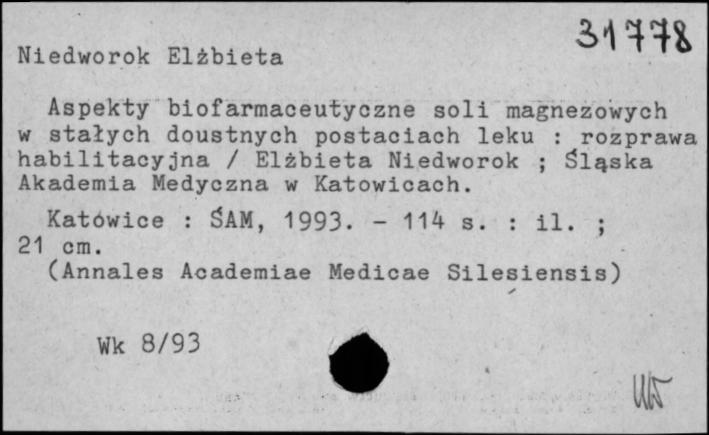 31778
Niedworok Elżbieta
Aspekty biofarmaceutyczne soli magnezowych
w stałych doustnych postaciach leku : rozprawa
habilitacyjna / Elżbieta Niedworok ; Śląska
Akademia Medyczna w Katowicach.
Katowice : ŚAM, 1993. - 114 s. : il. ;
21 cm.
(Annales Academiae Medicae Silesiensis)
Wk 8/93